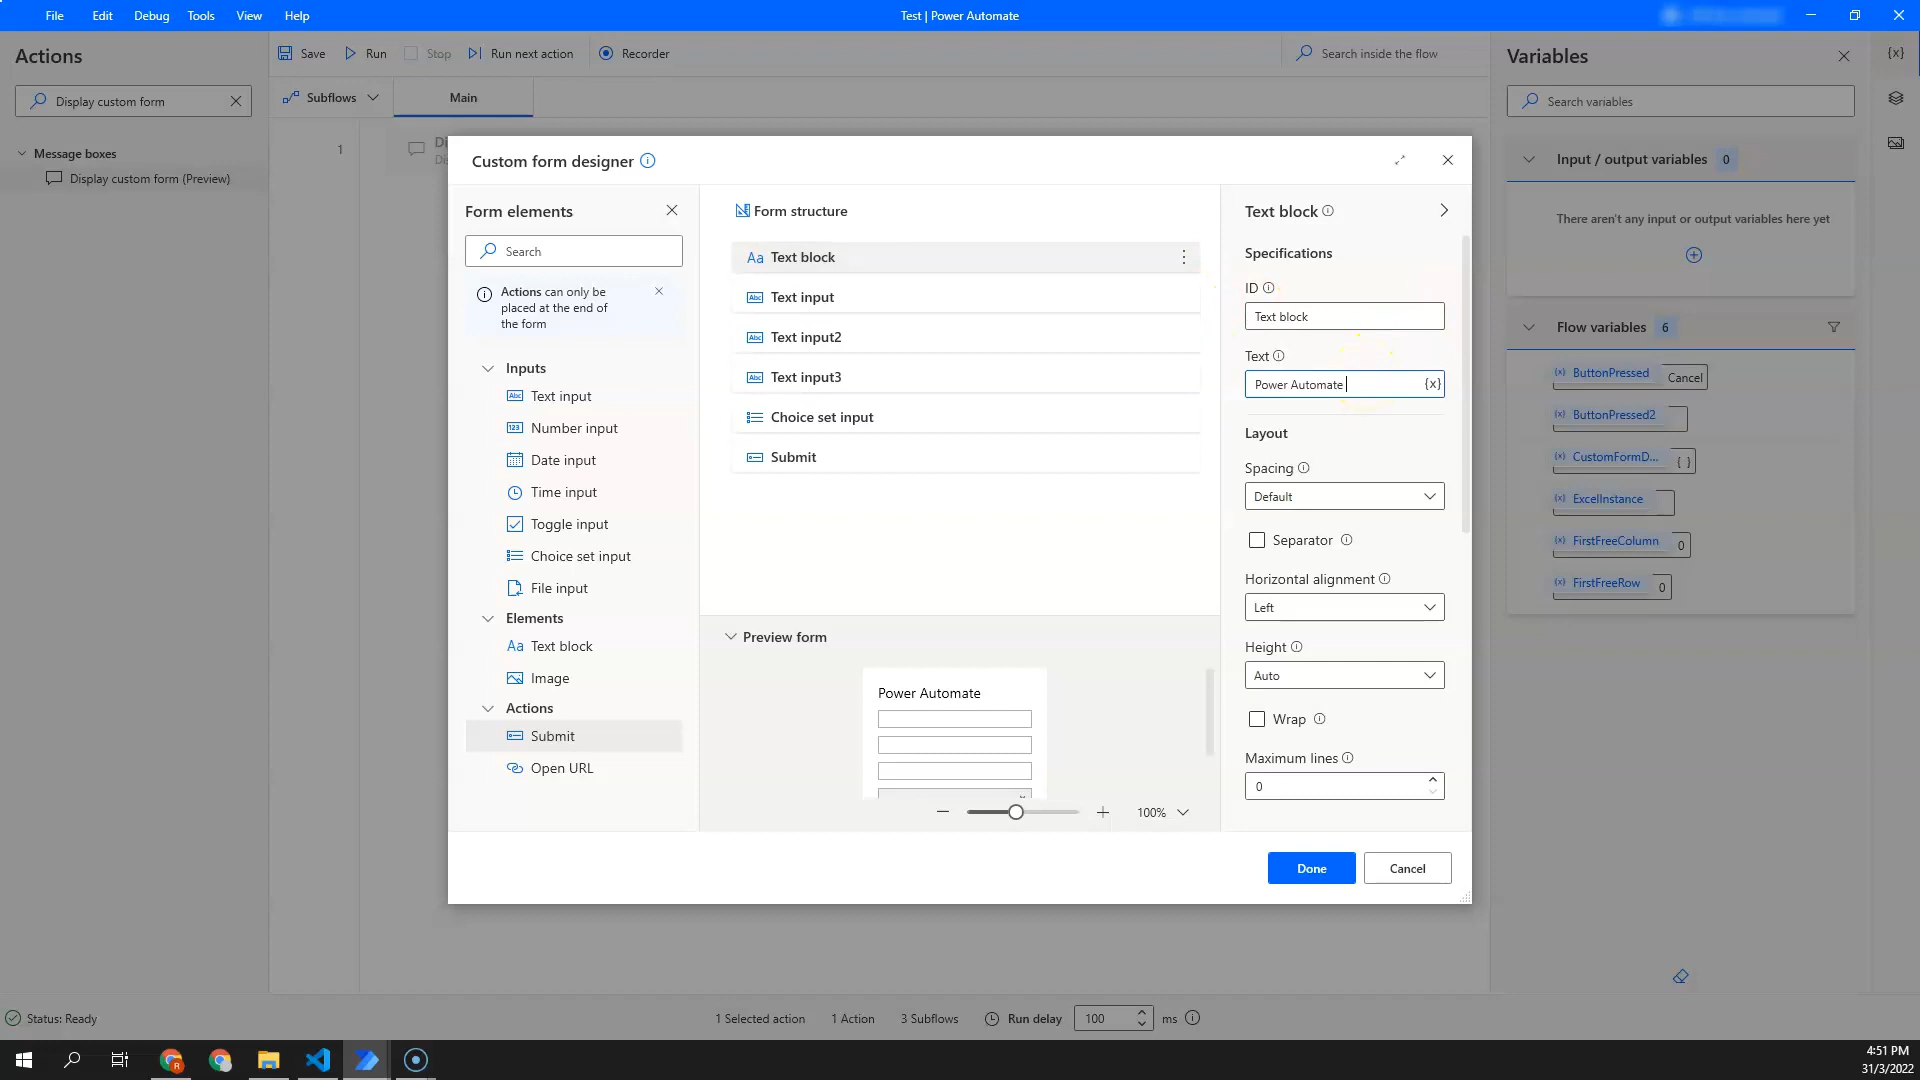 File Edit Debug Tools View Help
Test | Power Automate
Actions
Display custom form
Message boxes
Display custom form (Preview)
Save Run Stop Run next action Recorder
Search inside the flow
Subflows Main
1
Custom form designer
Form elements
Search
Actions can only be
placed at the end of
the form
Inputs
Text input
Number input
Date input
Time input
Toggle input
Choice set input
File input
Elements
Text block
Image
Actions
Submit
Open URL
Form structure
Aa Text block
Text input
Text input2
Text input3
Choice set input
Submit
Preview form
Power Automate
100%
Text block
Specifications
ID
Text block
Text
Power Automate {x}
Layout
Spacing
Default
Separator
Horizontal alignment
Left
Height
Auto
Wrap
Maximum lines
0
Done Cancel
Variables
Search variables
Input / output variables 0
There aren't any input or output variables here yet
Flow variables 6
ButtonPressed Cancel
ButtonPressed2
CustomFormD... { }
ExcelInstance
FirstFreeColumn 0
FirstFreeRow 0
{x}
Status: Ready
1 Selected action 1 Action 3 Subflows Run delay 100 ms
4:51 PM
31/3/2022